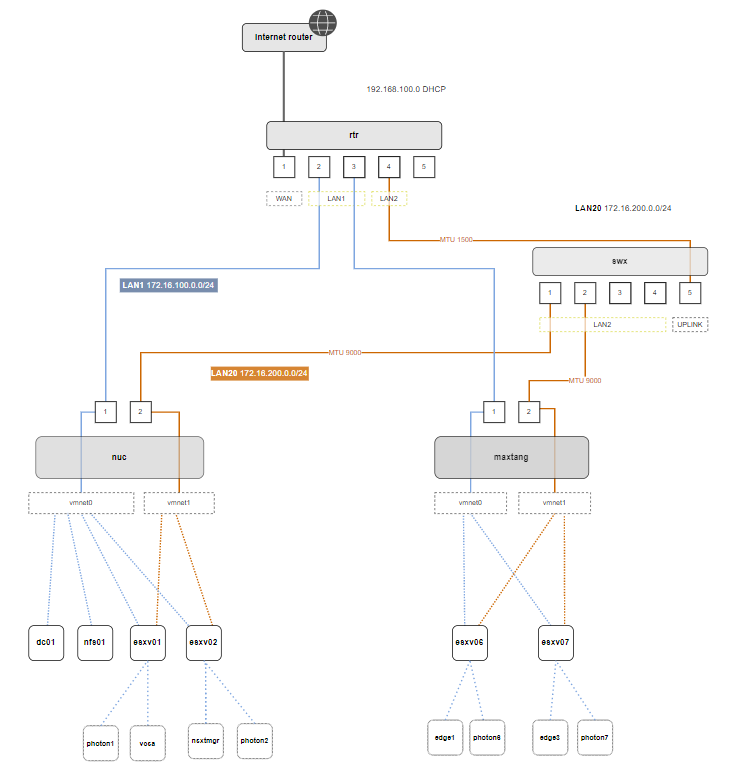 Internet router
192.168.100.0 DHCP
rtr
1 2 3 4 5
WAN LAN1 LAN2
LAN20 172.16.200.0.0/24
MTU 1500
swx
LAN1 172.16.100.0.0/24
1 2 3 4 5
LAN2 UPLINK
MTU 9000
LAN20 172.16.200.0.0/24
MTU 9000
1 2 1 2
nuc maxtang
vmnet0 vmnet1 vmnet0 vmnet1
dc01 nfs01 esxv01 esxv02 esxv06 esxv07
photon1 vcsa nsxtmgr photon2 edge1 photon6 edge3 photon7